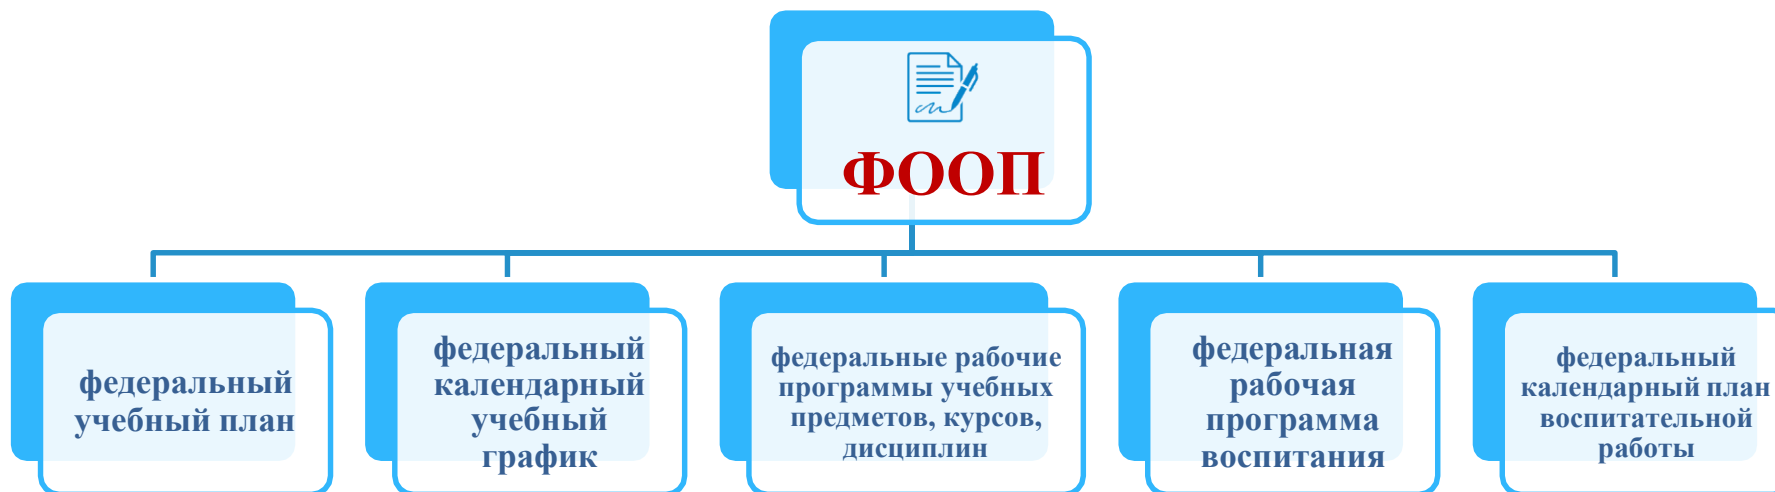 ФООП
федеральный
учебный план
федеральный
календарный
учебный
график
федеральные рабочие
программы учебных
предметов, курсов,
дисциплин
федеральная
рабочая
программа
воспитания
федеральный
календарный план
воспитательной
работы